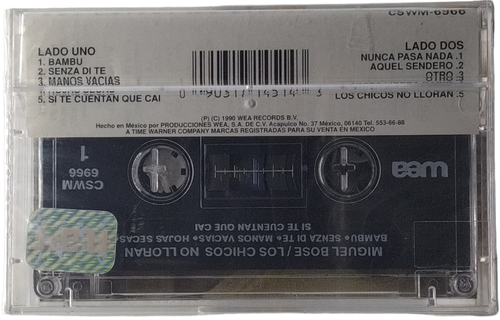 CSWM-6966
LADO UNO
1. BAMBU
2. SENZA DI TE
3. MANOS VACIAS
5. SI TE CUENTAN QUE CAI
LADO DOS
NUNCA PASA NADA .1
AQUEL SENDERO .2
OTRO .3
LOS CHICOS NO LLORAN .5
(P) (C) 1990 WEA RECORDS B.V.
Hecho en México por PRODUCCIONES WEA, S.A. DE C.V. Acapulco No. 37 México, 06140 Tel. 553-66-88
A TIME WARNER COMPANY MARCAS REGISTRADAS PARA SU VENTA EN MEXICO
CSWM
6966
1
wea
MIGUEL BOSE / LOS CHICOS NO LLORAN
BAMBU • SENZA DI TE • MANOS VACIAS • HOJAS SECAS •
SI TE CUENTAN QUE CAI